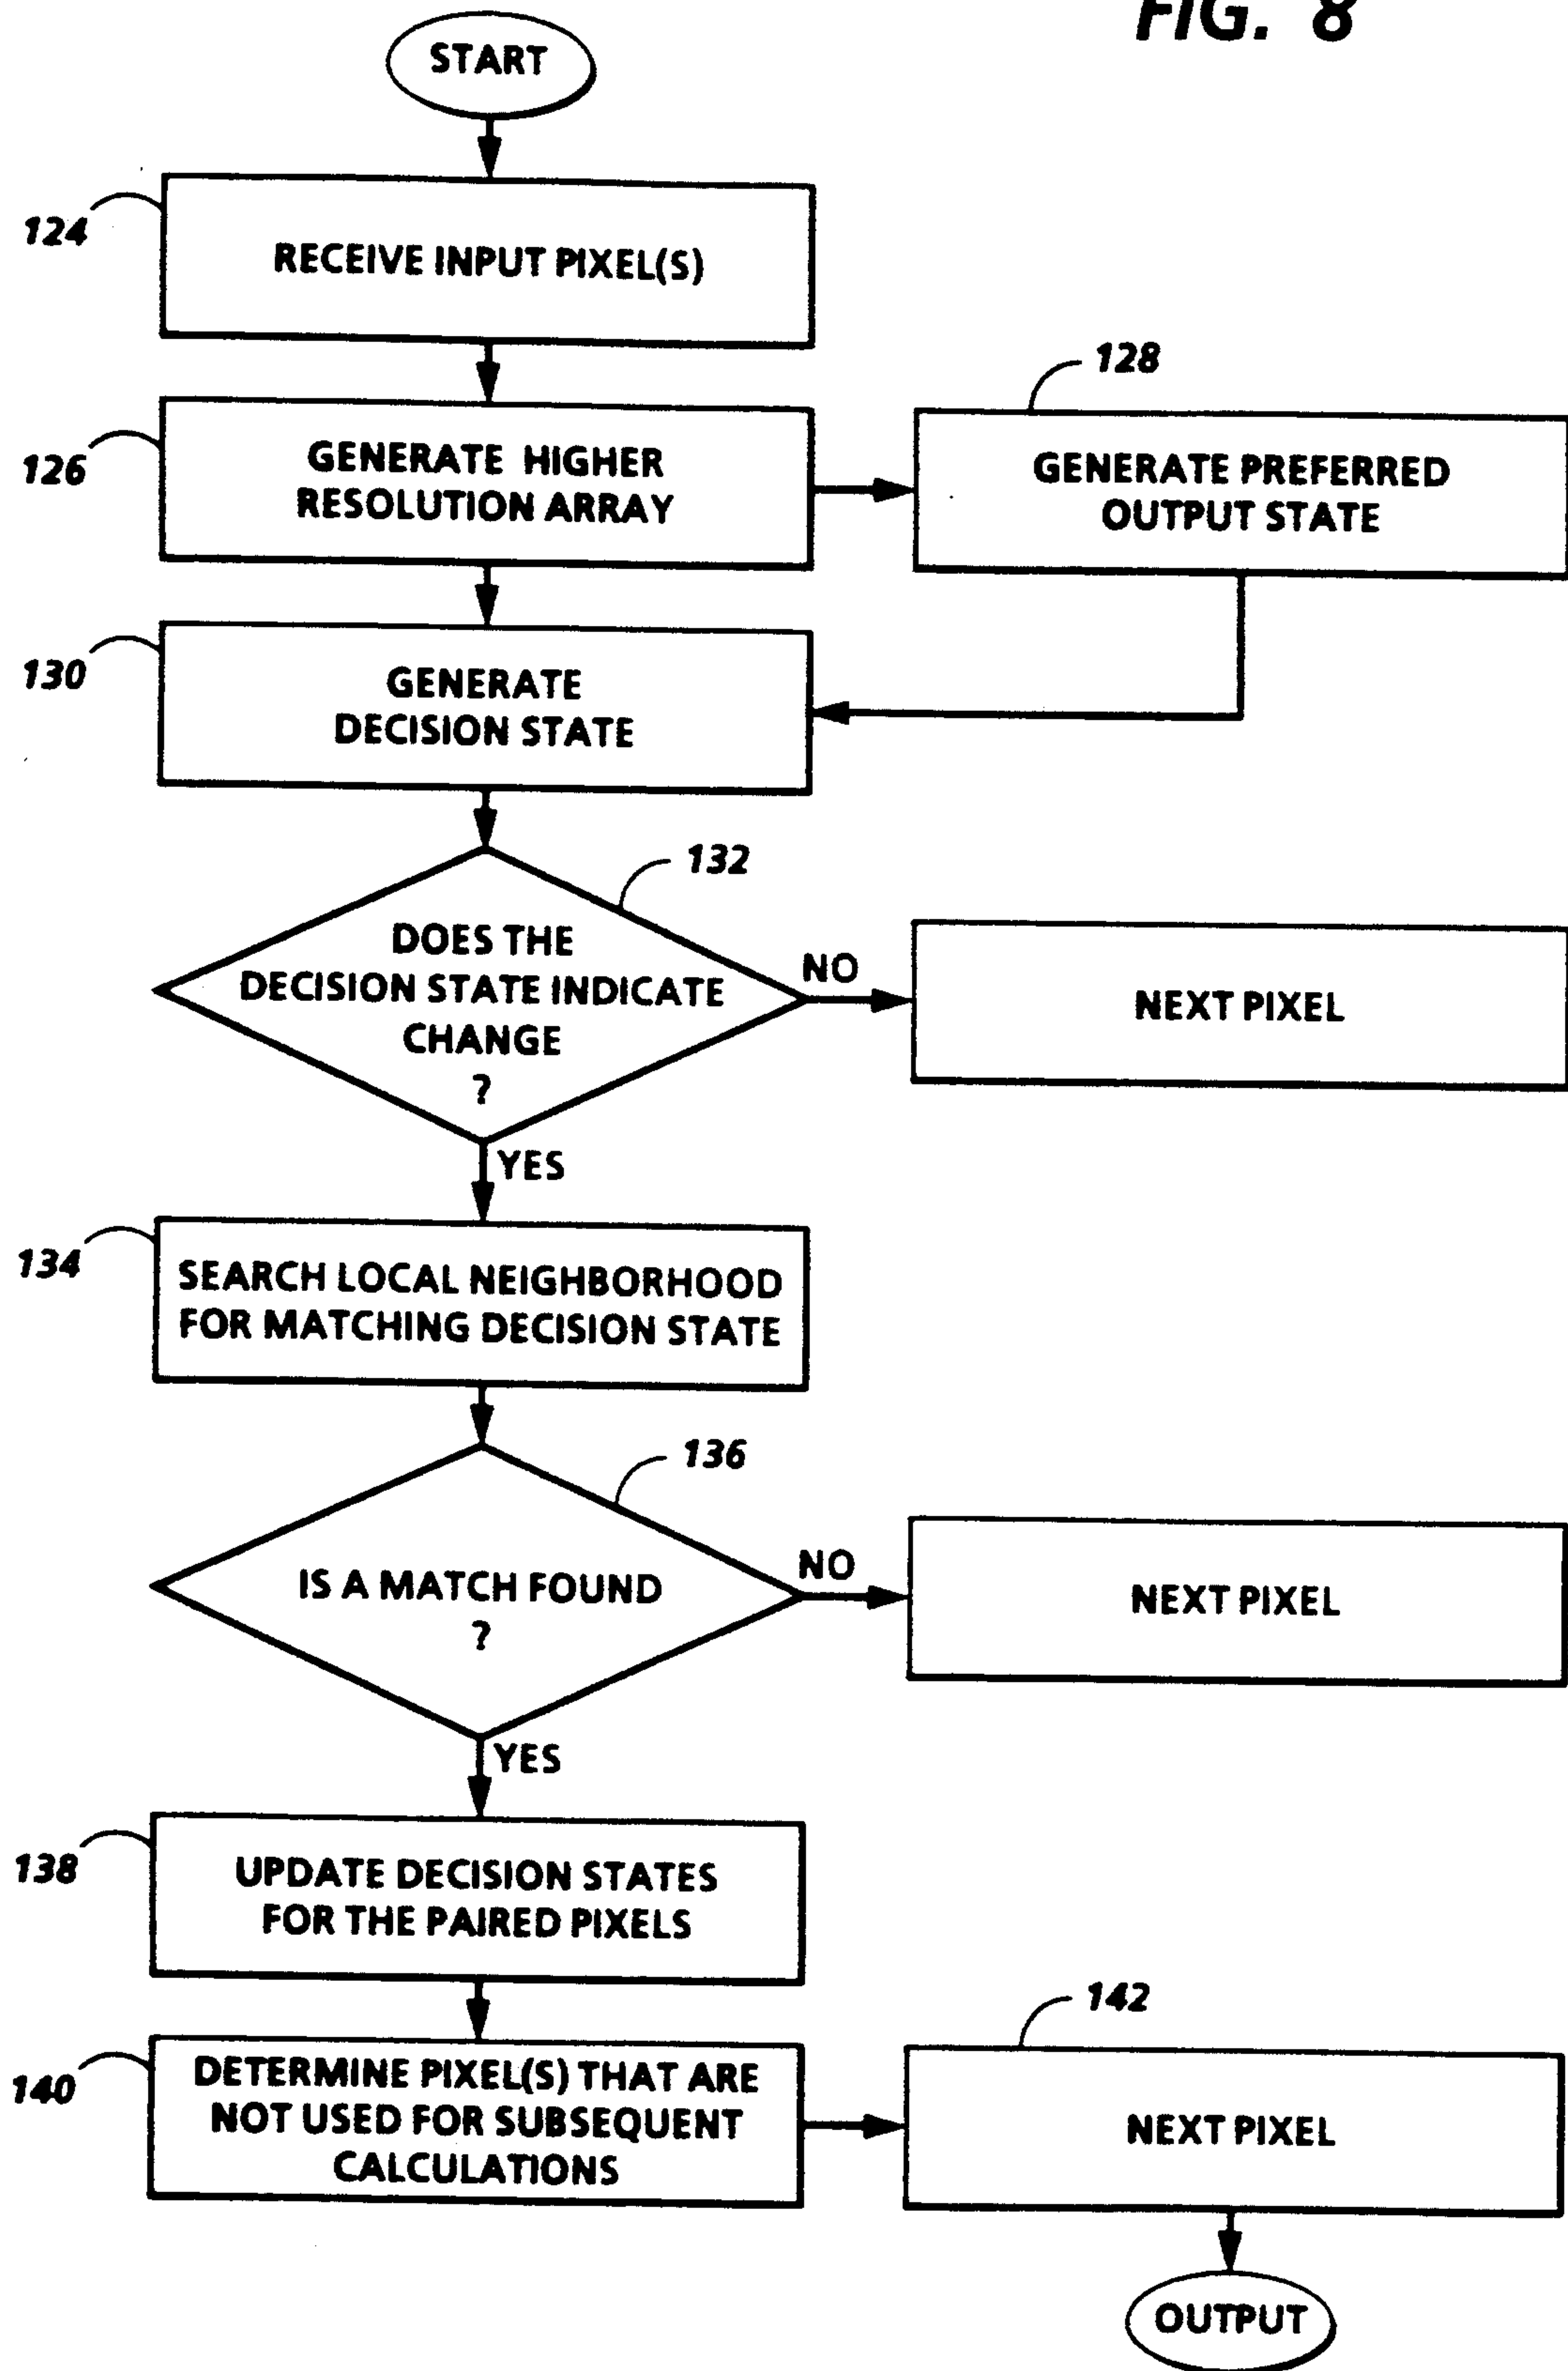 FIG. 8
START
124
RECEIVE INPUT PIXEL(S)
126
GENERATE HIGHER
RESOLUTION ARRAY
128
GENERATE PREFERRED
OUTPUT STATE
130
GENERATE
DECISION STATE
132
DOES THE
DECISION STATE INDICATE
CHANGE
?
NO
NEXT PIXEL
YES
134
SEARCH LOCAL NEIGHBORHOOD
FOR MATCHING DECISION STATE
136
IS A MATCH FOUND
?
NO
NEXT PIXEL
YES
138
UPDATE DECISION STATES
FOR THE PAIRED PIXELS
140
DETERMINE PIXEL(S) THAT ARE
NOT USED FOR SUBSEQUENT
CALCULATIONS
142
NEXT PIXEL
OUTPUT